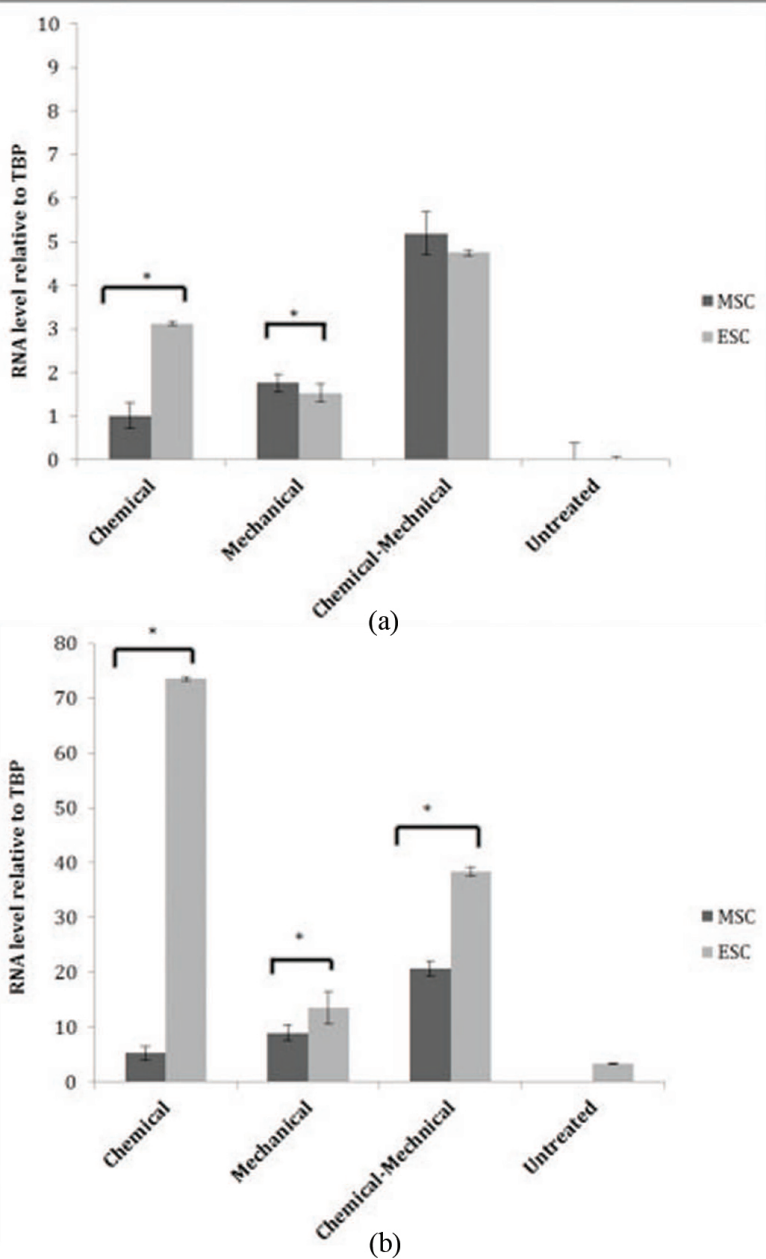 10
9
8
7
6
5
4
3
2
1
0
RNA level relative to TBP
*
*
MSC
ESC
Chemical
Mechanical
Chemical-Mechnical
Untreated
(a)
80
70
60
50
40
30
20
10
0
RNA level relative to TBP
*
*
*
MSC
ESC
Chemical
Mechanical
Chemical-Mechnical
Untreated
(b)